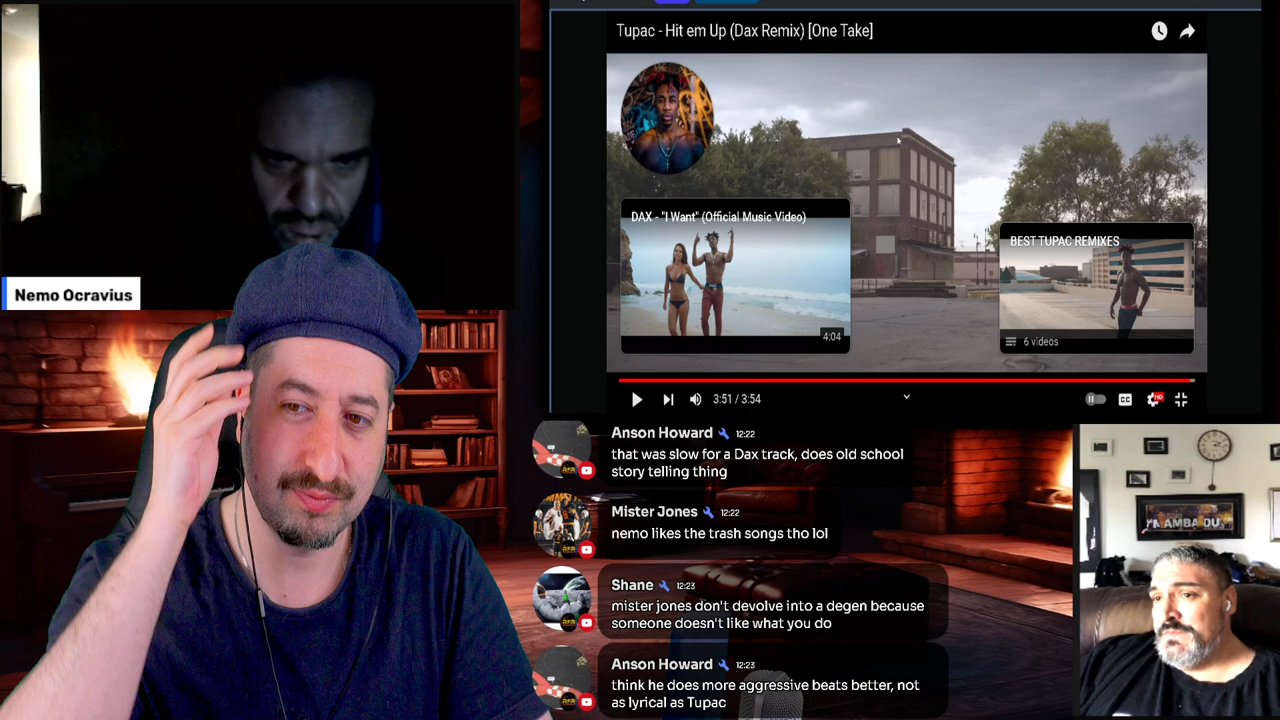 Tupac - Hit em Up (Dax Remix) [One Take]
DAX - "I Want" (Official Music Video)
4:04
BEST TUPAC REMIXES
6 videos
3:51 / 3:54
CC
HD
Nemo Ocravius
Anson Howard 12:22
that was slow for a Dax track, does old school
story telling thing
Mister Jones 12:22
nemo likes the trash songs tho lol
Shane 12:23
mister jones don't devolve into a degen because
someone doesn't like what you do
Anson Howard 12:23
think he does more aggressive beats better, not
as lyrical as Tupac